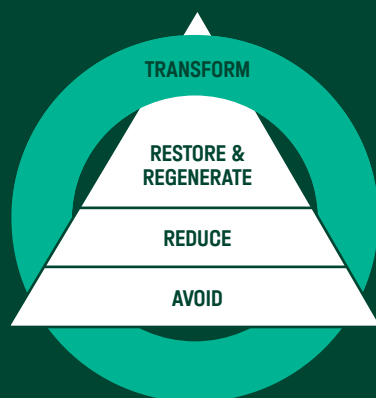 TRANSFORM
RESTORE &
REGENERATE
REDUCE
AVOID